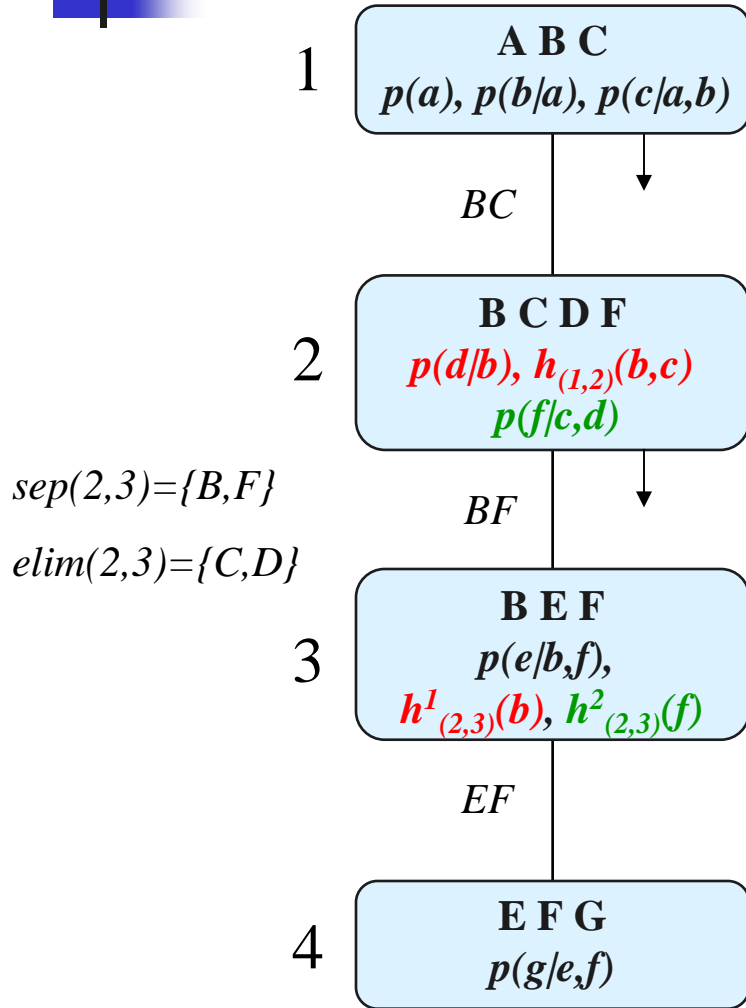 1
A B C
p(a), p(b|a), p(c|a,b)
BC
2
B C D F
p(d|b), h(1,2)(b,c)
p(f|c,d)
sep(2,3)={B,F}
elim(2,3)={C,D}
BF
3
B E F
p(e|b,f),
h¹(2,3)(b), h²(2,3)(f)
EF
4
E F G
p(g|e,f)